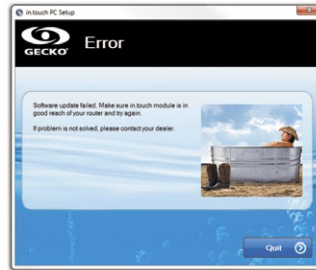 in.touch PC Setup
GECKO
Error
Software update failed. Make sure in.touch module is in
good reach of your router and try again.
If problem is not solved, please contact your dealer.
Quit